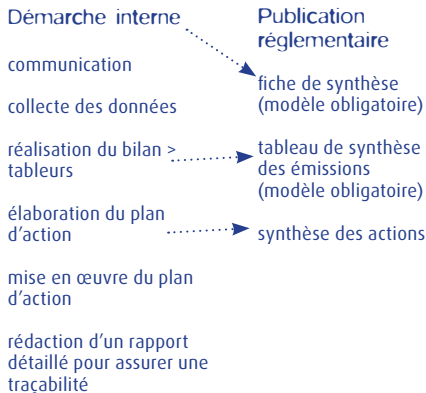 Démarche interne
communication
collecte des données
réalisation du bilan >
tableurs
élaboration du plan
d'action
mise en œuvre du plan
d'action
rédaction d'un rapport
détaillé pour assurer une
traçabilité
Publication
réglementaire
fiche de synthèse
(modèle obligatoire)
tableau de synthèse
des émissions
(modèle obligatoire)
synthèse des actions